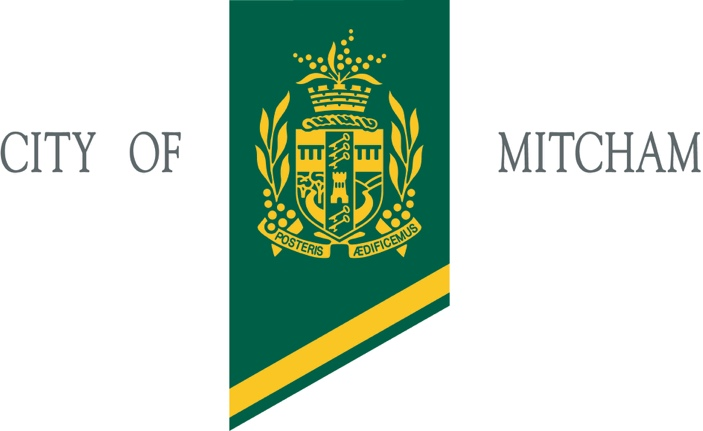 CITY OF MITCHAM
POSTERIS ÆDIFICEMUS